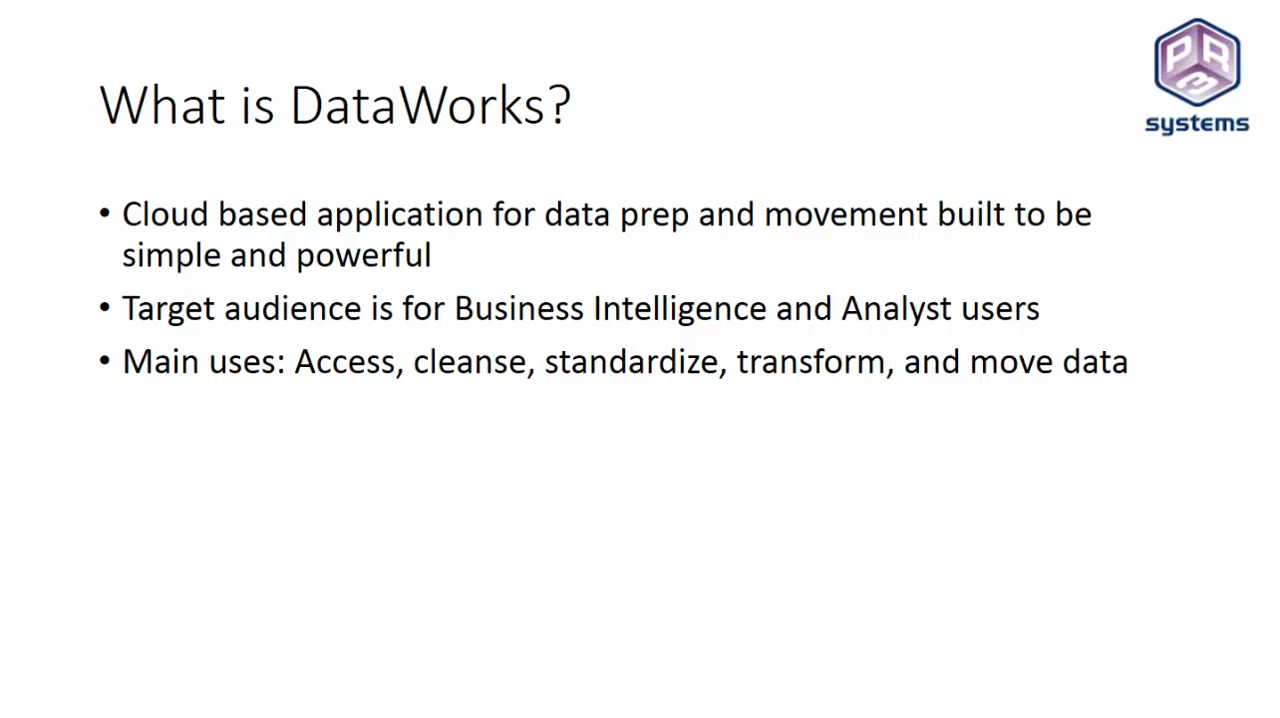 What is DataWorks?
PR3
systems
• Cloud based application for data prep and movement built to be
simple and powerful
• Target audience is for Business Intelligence and Analyst users
• Main uses: Access, cleanse, standardize, transform, and move data